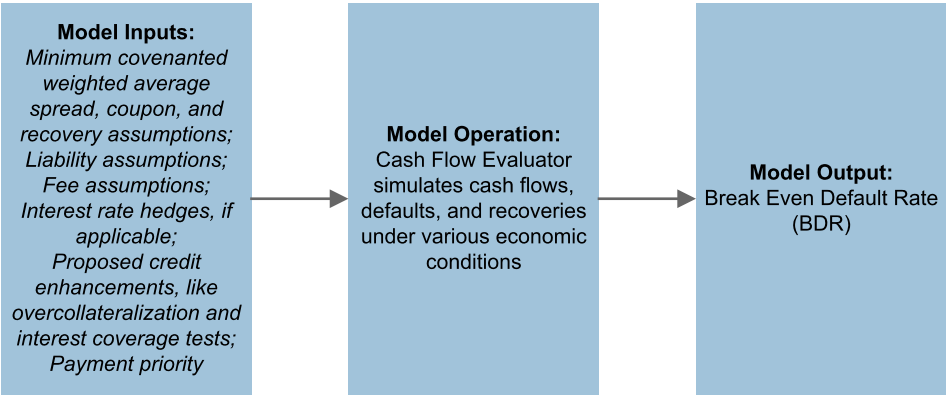 Model Inputs:
Minimum covenanted
weighted average
spread, coupon, and
recovery assumptions;
Liability assumptions;
Fee assumptions;
Interest rate hedges, if
applicable;
Proposed credit
enhancements, like
overcollateralization and
interest coverage tests;
Payment priority
Model Operation:
Cash Flow Evaluator
simulates cash flows,
defaults, and recoveries
under various economic
conditions
Model Output:
Break Even Default Rate
(BDR)